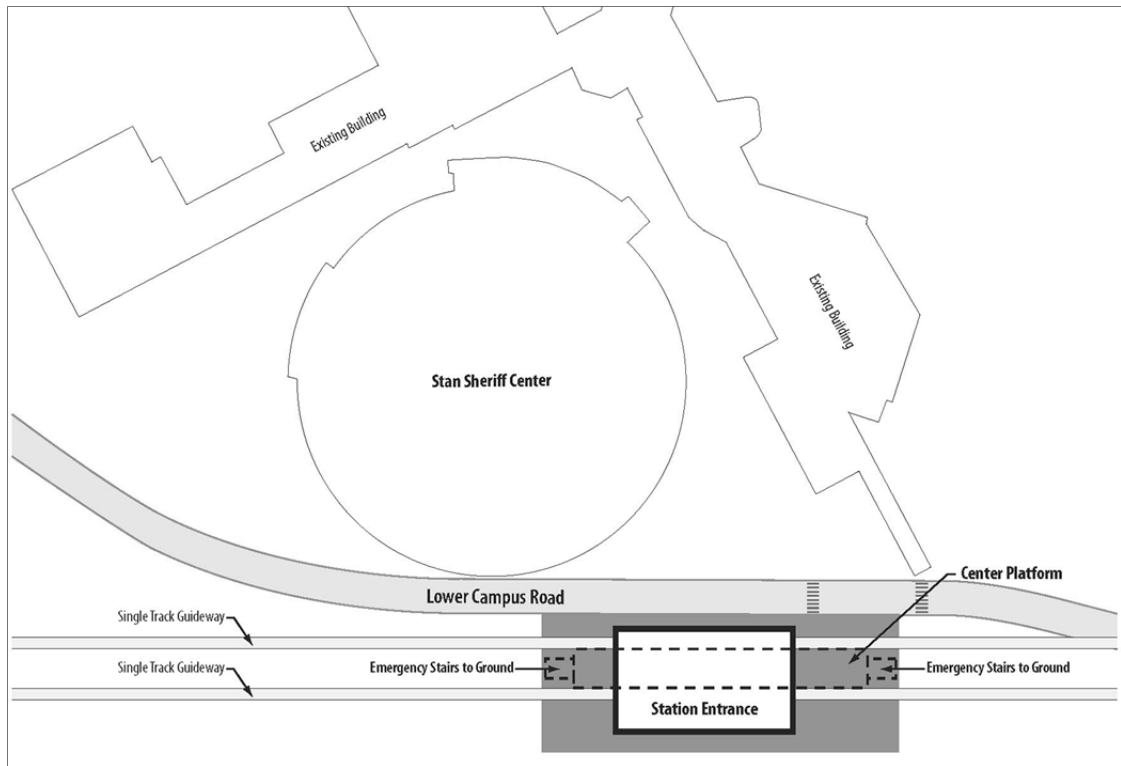 Existing Building
Existing Building
Stan Sheriff Center
Center Platform
Lower Campus Road
Single Track Guideway
Single Track Guideway
Emergency Stairs to Ground
Emergency Stairs to Ground
Station Entrance